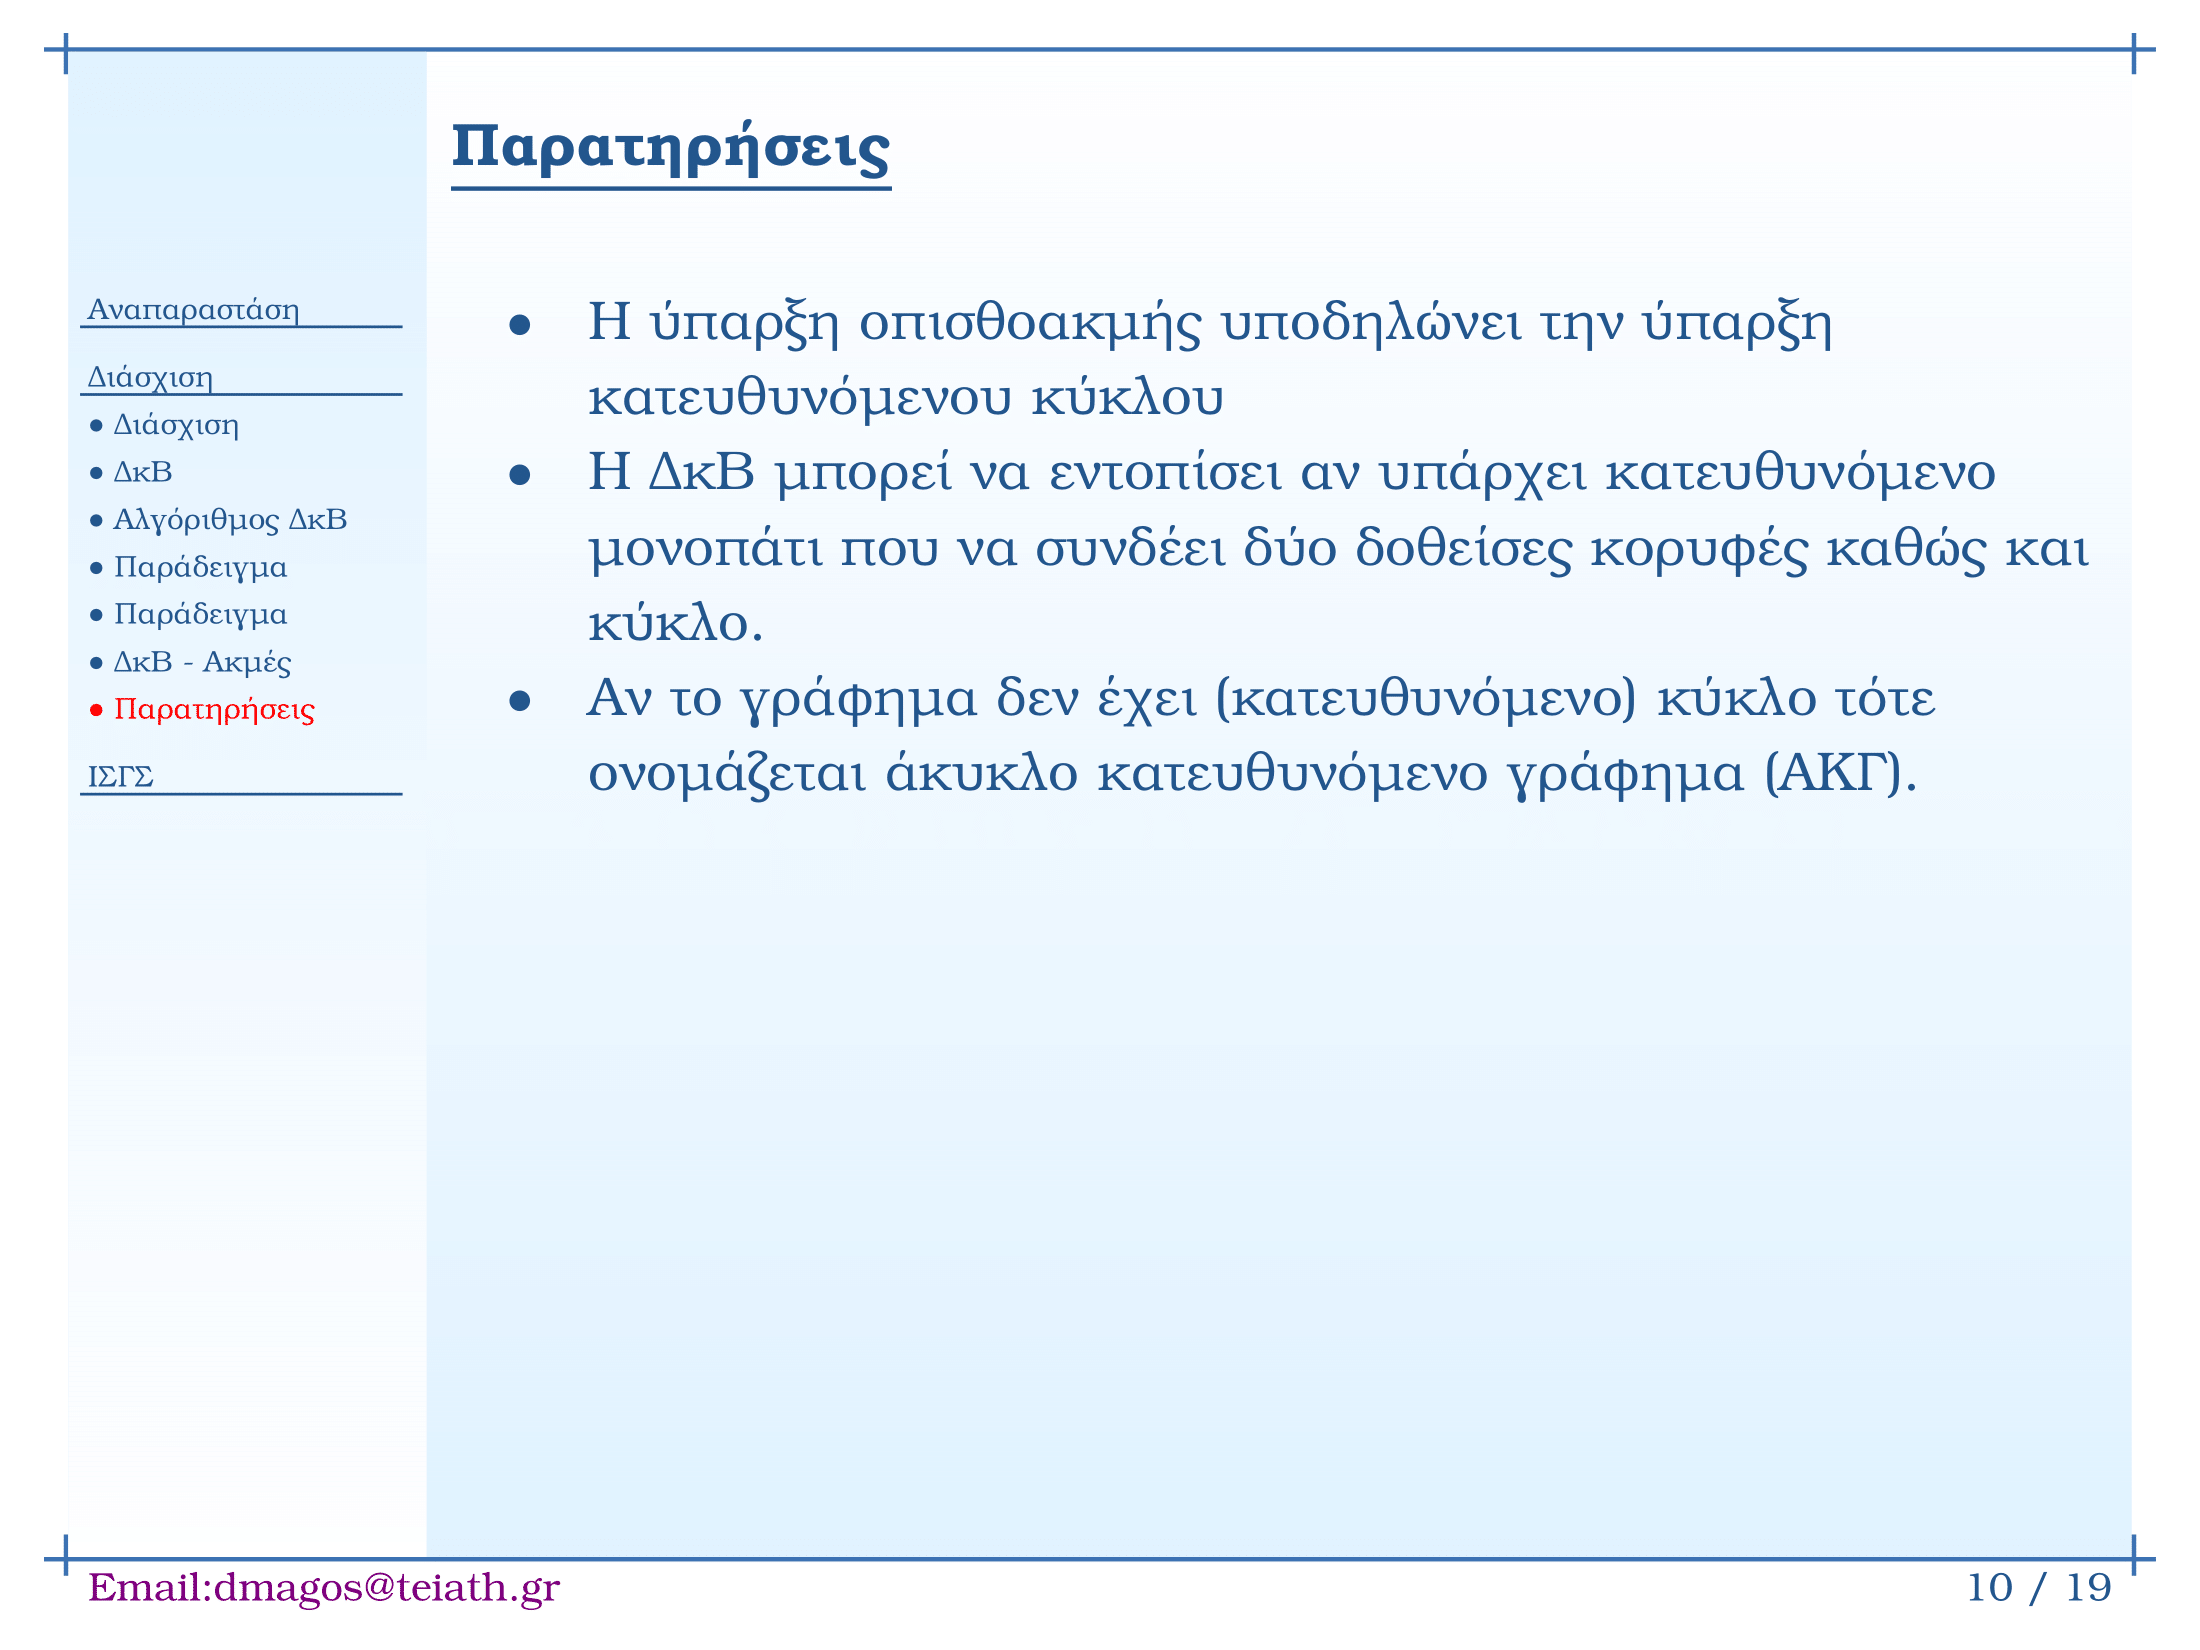 Παρατηρήσεις
Αναπαραστάση
Διάσχιση
• Διάσχιση
• ΔκΒ
• Αλγόριθμος ΔκΒ
• Παράδειγμα
• Παράδειγμα
• ΔκΒ - Ακμές
• Παρατηρήσεις
ΙΣΓΣ
• Η ύπαρξη οπισθοακμής υποδηλώνει την ύπαρξη
κατευθυνόμενου κύκλου
• Η ΔκΒ μπορεί να εντοπίσει αν υπάρχει κατευθυνόμενο
μονοπάτι που να συνδέει δύο δοθείσες κορυφές καθώς και
κύκλο.
• Αν το γράφημα δεν έχει (κατευθυνόμενο) κύκλο τότε
ονομάζεται άκυκλο κατευθυνόμενο γράφημα (ΑΚΓ).
Email:dmagos@teiath.gr
10 / 19